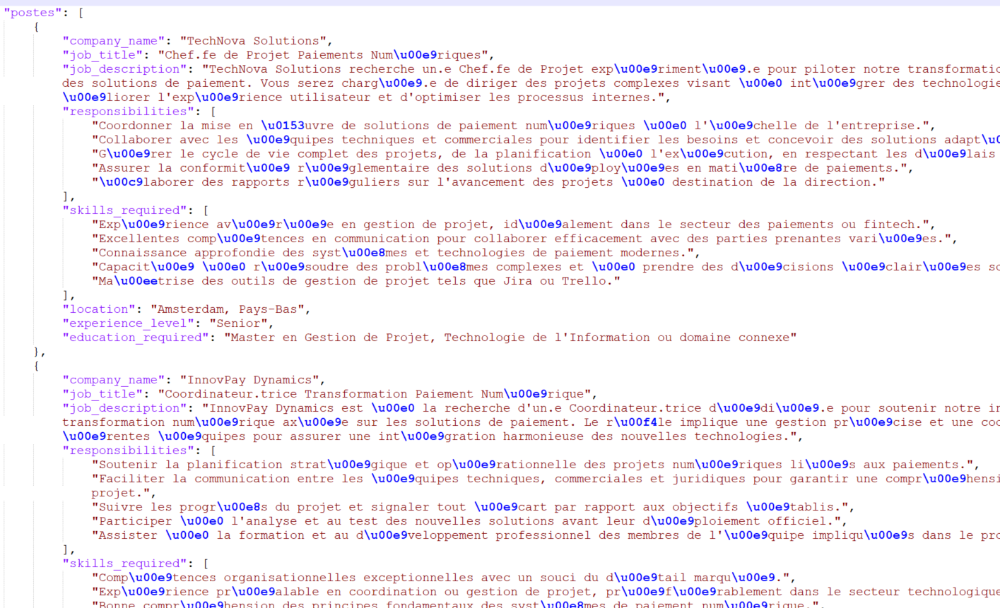 "postes": [
{
"company_name": "TechNova Solutions",
"job_title": "Chef.fe de Projet Paiements Num\u00e9riques",
"job_description": "TechNova Solutions recherche un.e Chef.fe de Projet exp\u00e9riment\u00e9.e pour piloter notre transformatio
des solutions de paiement. Vous serez charg\u00e9.e de diriger des projets complexes visant \u00e0 int\u00e9grer des technologie
\u00e9liorer l'exp\u00e9rience utilisateur et d'optimiser les processus internes.",
"responsibilities": [
"Coordonner la mise en \u0153uvre de solutions de paiement num\u00e9riques \u00e0 l'\u00e9chelle de l'entreprise.",
"Collaborer avec les \u00e9quipes techniques et commerciales pour identifier les besoins et concevoir des solutions adapt\u0
"G\u00e9rer le cycle de vie complet des projets, de la planification \u00e0 l'ex\u00e9cution, en respectant les d\u00e9lais
"Assurer la conformit\u00e9 r\u00e9glementaire des solutions d\u00e9ploy\u00e9es en mati\u00e8re de paiements.",
"\u00c9laborer des rapports r\u00e9guliers sur l'avancement des projets \u00e0 destination de la direction."
],
"skills_required": [
"Exp\u00e9rience av\u00e9r\u00e9e en gestion de projet, id\u00e9alement dans le secteur des paiements ou fintech.",
"Excellentes comp\u00e9tences en communication pour collaborer efficacement avec des parties prenantes vari\u00e9es.",
"Connaissance approfondie des syst\u00e8mes et technologies de paiement modernes.",
"Capacit\u00e9 \u00e0 r\u00e9soudre des probl\u00e8mes complexes et \u00e0 prendre des d\u00e9cisions \u00e9clair\u00e9es so
"Ma\u00eetrise des outils de gestion de projet tels que Jira ou Trello."
],
"location": "Amsterdam, Pays-Bas",
"experience_level": "Senior",
"education_required": "Master en Gestion de Projet, Technologie de l'Information ou domaine connexe"
},
{
"company_name": "InnovPay Dynamics",
"job_title": "Coordinateur.trice Transformation Paiement Num\u00e9rique",
"job_description": "InnovPay Dynamics est \u00e0 la recherche d'un.e Coordinateur.trice d\u00e9di\u00e9.e pour soutenir notre in
transformation num\u00e9rique ax\u00e9e sur les solutions de paiement. Le r\u00f4le implique une gestion pr\u00e9cise et une coo
\u00e9rentes \u00e9quipes pour assurer une int\u00e9gration harmonieuse des nouvelles technologies.",
"responsibilities": [
"Soutenir la planification strat\u00e9gique et op\u00e9rationnelle des projets num\u00e9riques li\u00e9s aux paiements.",
"Faciliter la communication entre les \u00e9quipes techniques, commerciales et juridiques pour garantir une compr\u00e9hensi
projet.",
"Suivre les progr\u00e8s du projet et signaler tout \u00e9cart par rapport aux objectifs \u00e9tablis.",
"Participer \u00e0 l'analyse et au test des nouvelles solutions avant leur d\u00e9ploiement officiel.",
"Assister \u00e0 la formation et au d\u00e9veloppement professionnel des membres de l'\u00e9quipe impliqu\u00e9s dans le pro
],
"skills_required": [
"Comp\u00e9tences organisationnelles exceptionnelles avec un souci du d\u00e9tail marqu\u00e9.",
"Exp\u00e9rience pr\u00e9alable en coordination ou gestion de projet, pr\u00e9f\u00e9rablement dans le secteur technologique
"Bonne compr\u00e9hension des principes fondamentaux des syst\u00e8mes de paiement num\u00e9rique.",